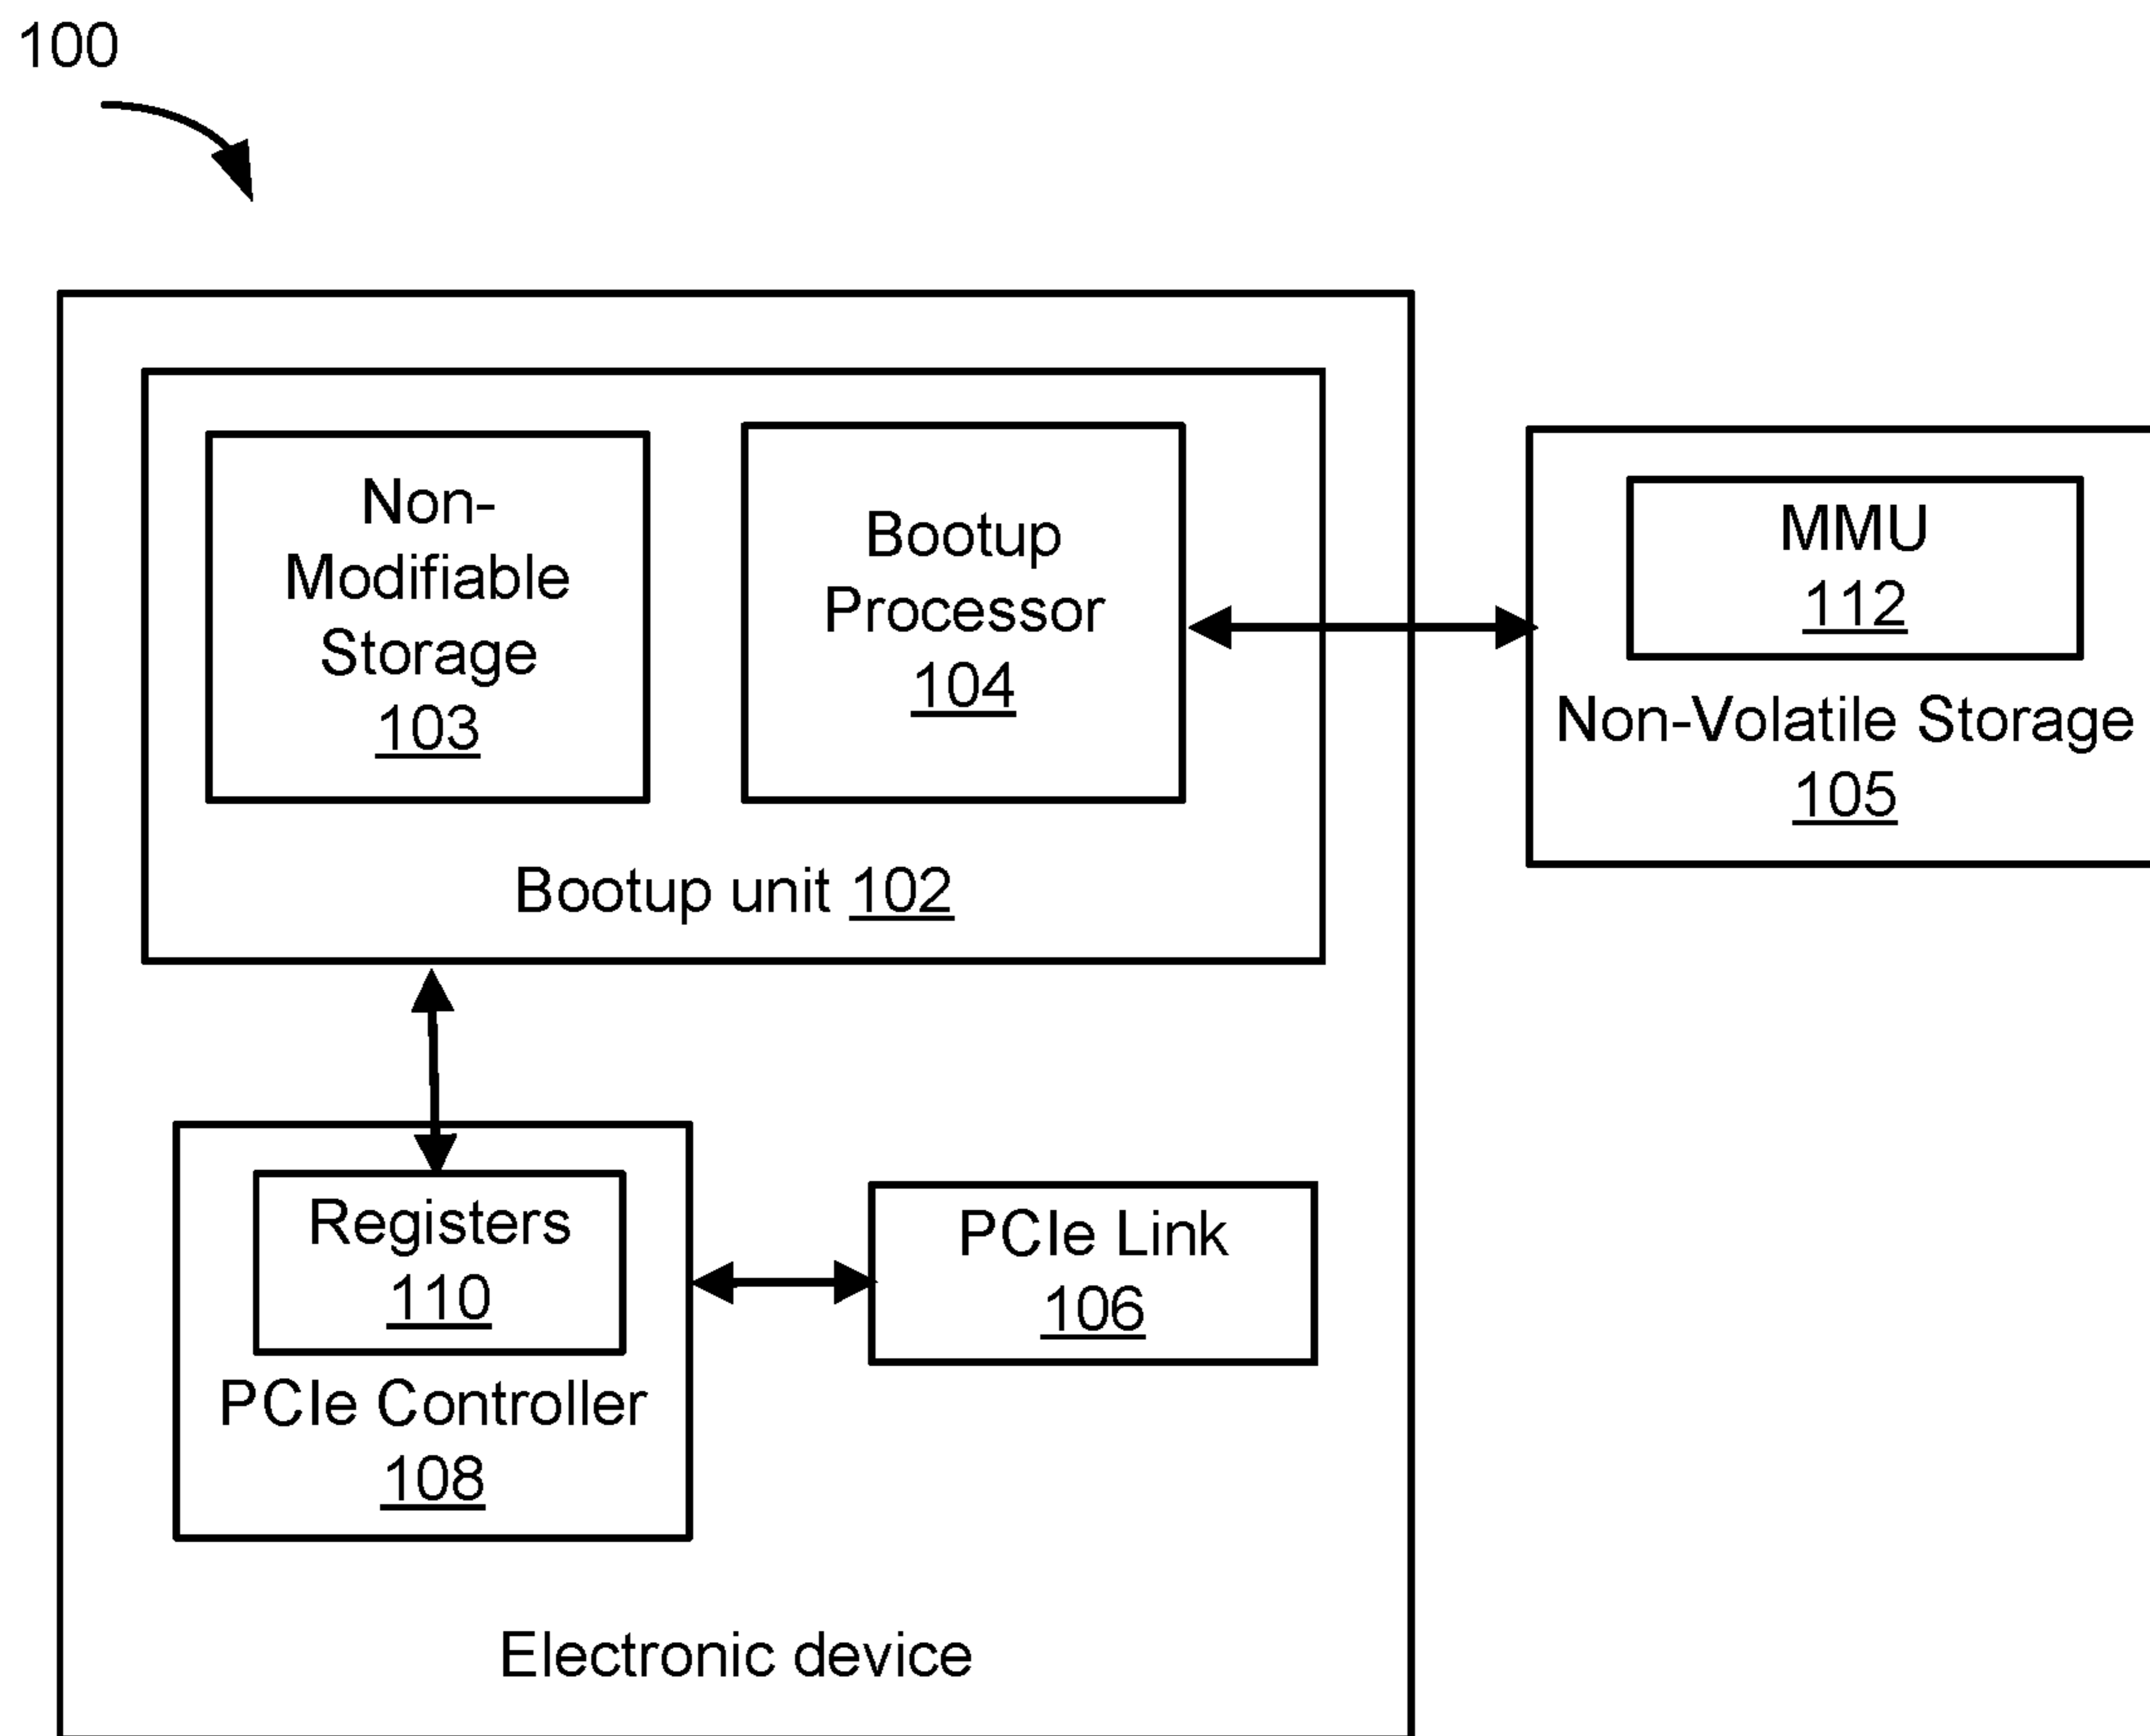 100
Non-
Modifiable
Storage
103
Bootup
Processor
104
Bootup unit 102
MMU
112
Non-Volatile Storage
105
Registers
110
PCIe Controller
108
PCIe Link
106
Electronic device